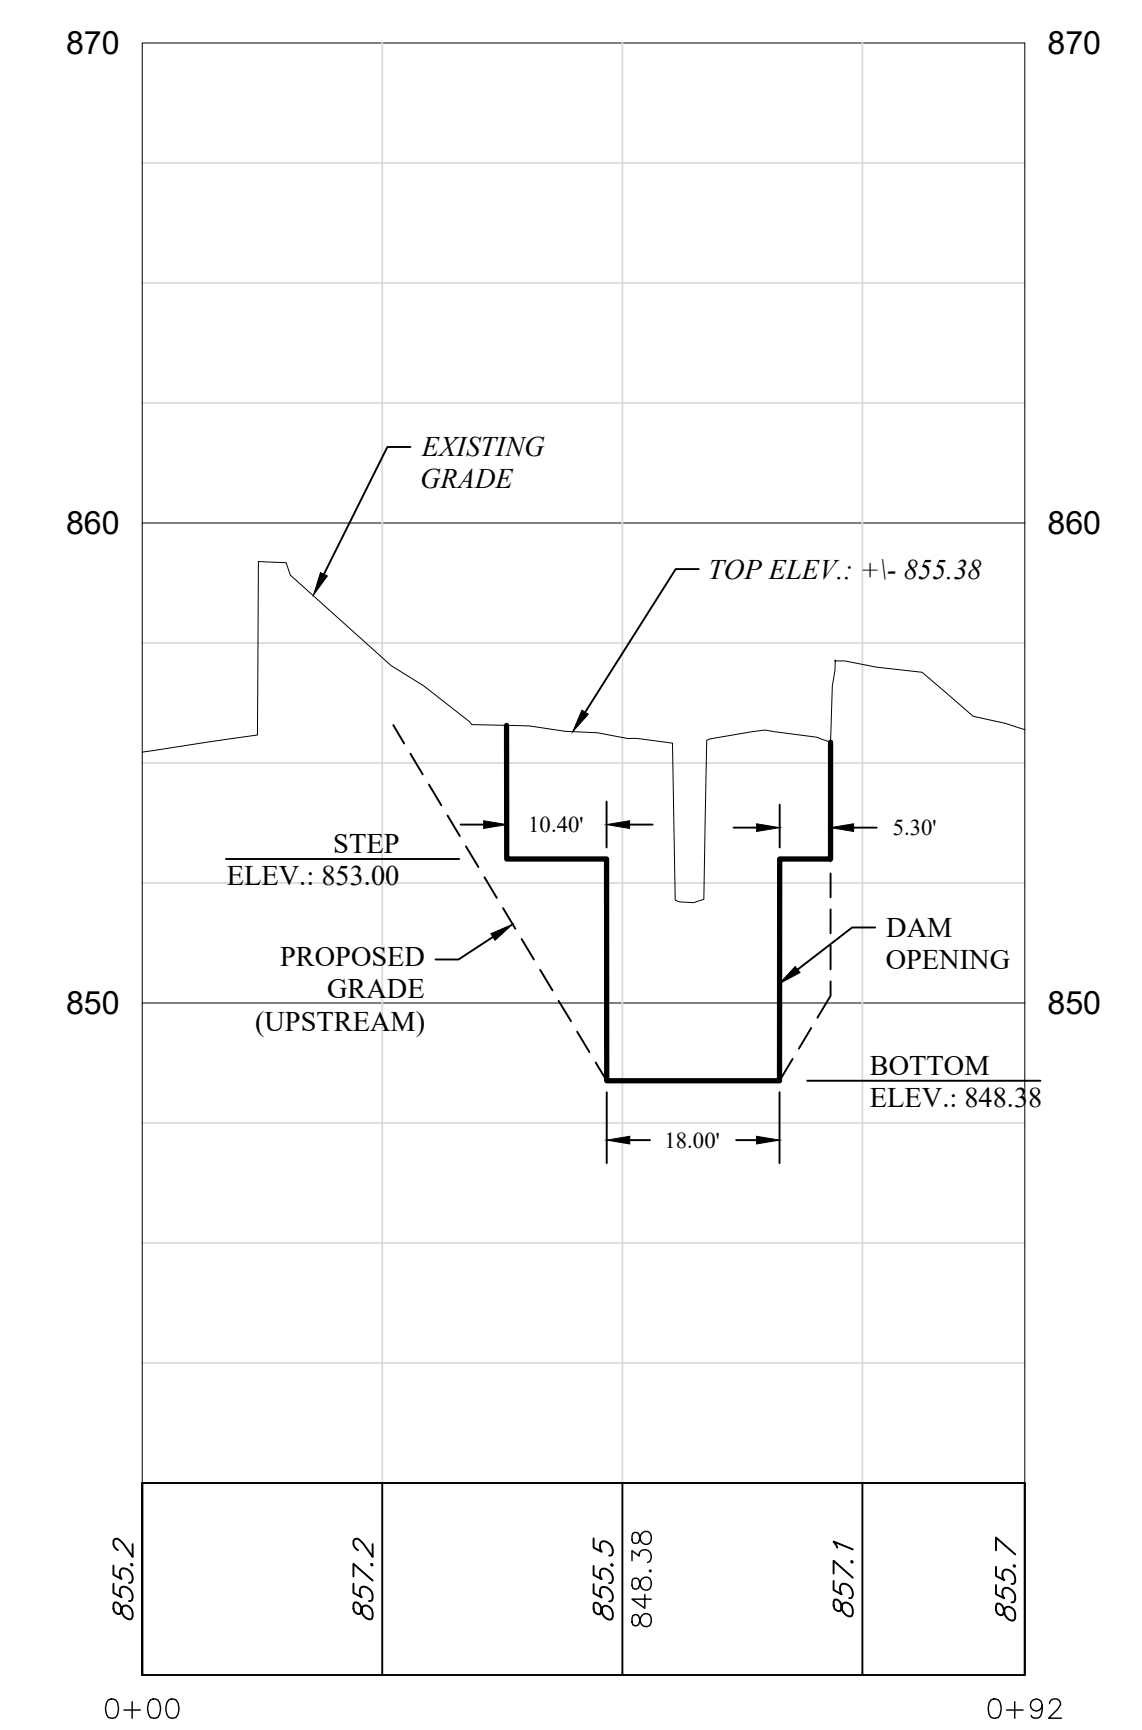 870
870
EXISTING
GRADE
860
860
TOP ELEV.: +\- 855.38
10.40'
5.30'
STEP
ELEV.: 853.00
DAM
OPENING
PROPOSED
GRADE
(UPSTREAM)
850
850
BOTTOM
ELEV.: 848.38
18.00'
855.2
857.2
855.5
848.38
857.1
855.7
0+00
0+92